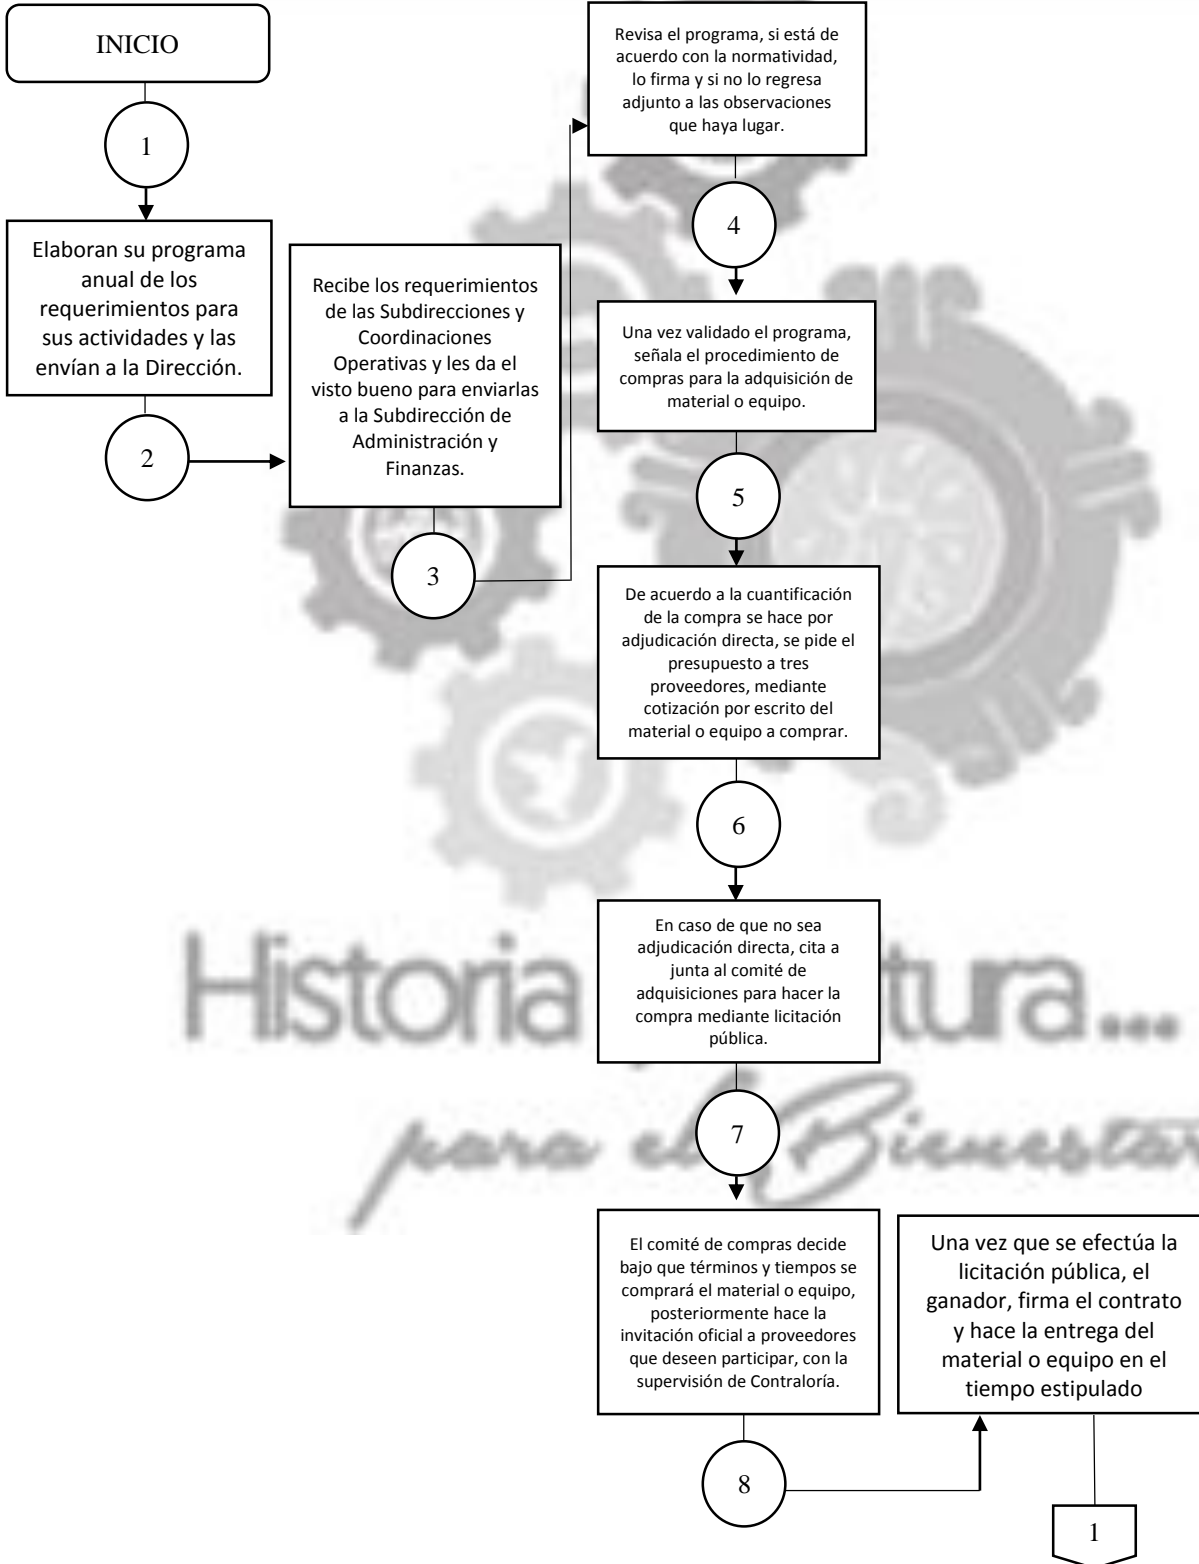 INICIO
1
Elaboran su programa
anual de los
requerimientos para
sus actividades y las
envían a la Dirección.
2
Recibe los requerimientos
de las Subdirecciones y
Coordinaciones
Operativas y les da el
visto bueno para enviarlas
a la Subdirección de
Administración y
Finanzas.
3
Revisa el programa, si está de
acuerdo con la normatividad,
lo firma y si no lo regresa
adjunto a las observaciones
que haya lugar.
4
Una vez validado el programa,
señala el procedimiento de
compras para la adquisición de
material o equipo.
5
De acuerdo a la cuantificación
de la compra se hace por
adjudicación directa, se pide el
presupuesto a tres
proveedores, mediante
cotización por escrito del
material o equipo a comprar.
6
En caso de que no sea
adjudicación directa, cita a
junta al comité de
adquisiciones para hacer la
compra mediante licitación
pública.
7
El comité de compras decide
bajo que términos y tiempos se
comprará el material o equipo,
posteriormente hace la
invitación oficial a proveedores
que deseen participar, con la
supervisión de Contraloría.
8
Una vez que se efectúa la
licitación pública, el
ganador, firma el contrato
y hace la entrega del
material o equipo en el
tiempo estipulado
1
Historia tura...
para el Bienestar